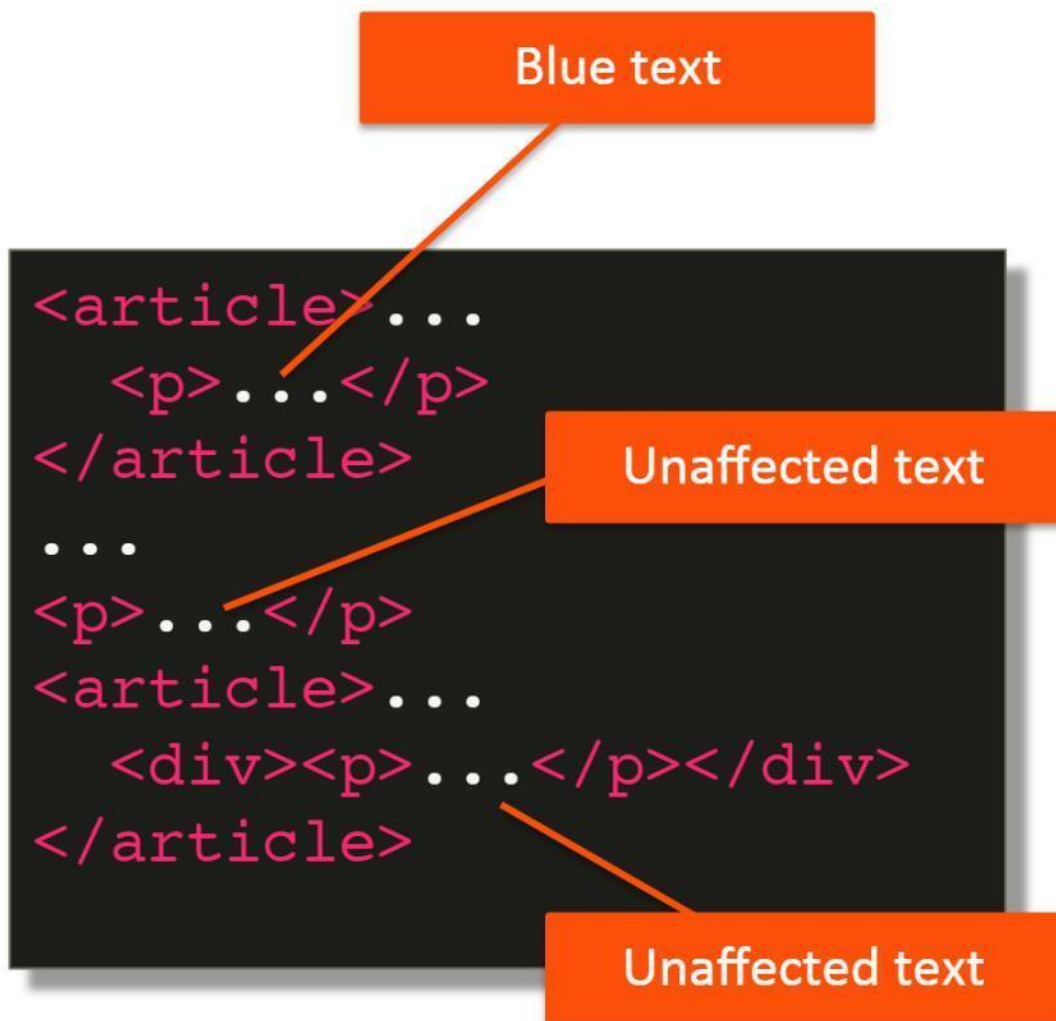 Blue text
<article>...
<p>...</p>
</article>
Unaffected text
...
<p>...</p>
<article>...
<div><p>...</p></div>
</article>
Unaffected text